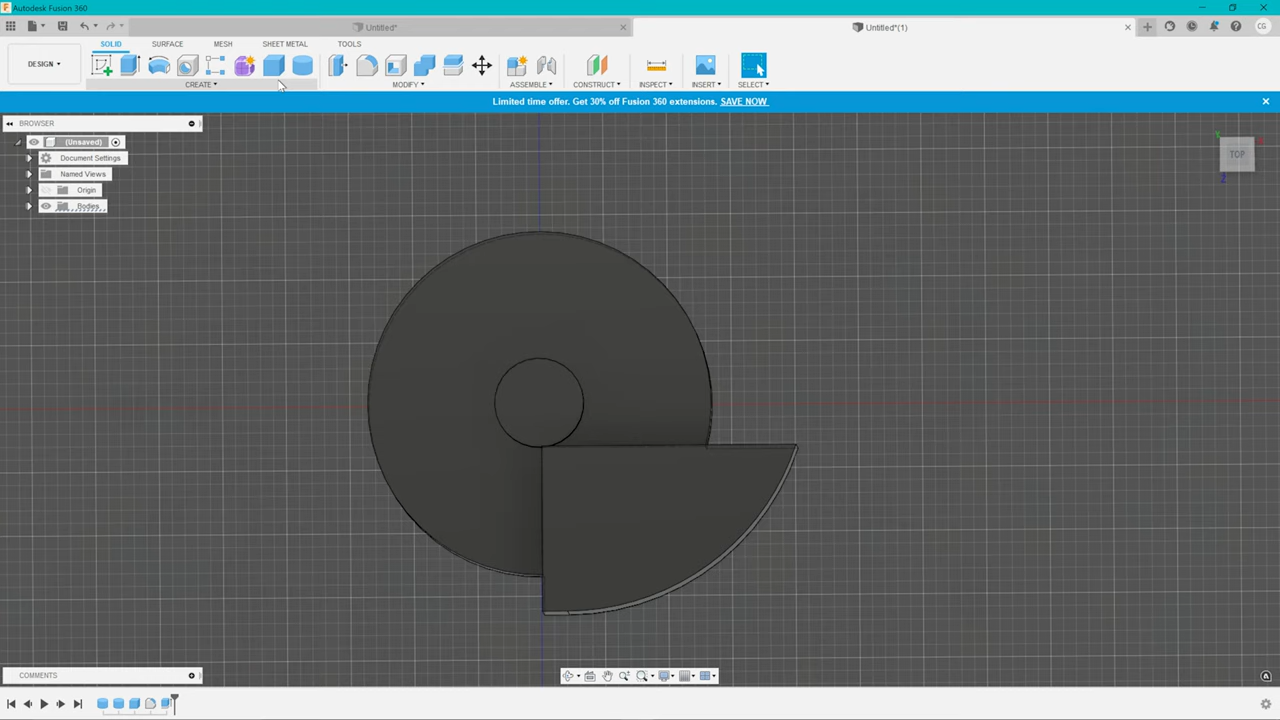 Autodesk Fusion 360
Untitled*
Untitled*(1)
CG
SOLID SURFACE MESH SHEET METAL TOOLS
DESIGN
CREATE MODIFY ASSEMBLE CONSTRUCT INSPECT INSERT SELECT
Limited time offer. Get 30% off Fusion 360 extensions. SAVE NOW
BROWSER
(Unsaved)
Document Settings
Named Views
Origin
Bodies
TOP
Y
X
Z
COMMENTS